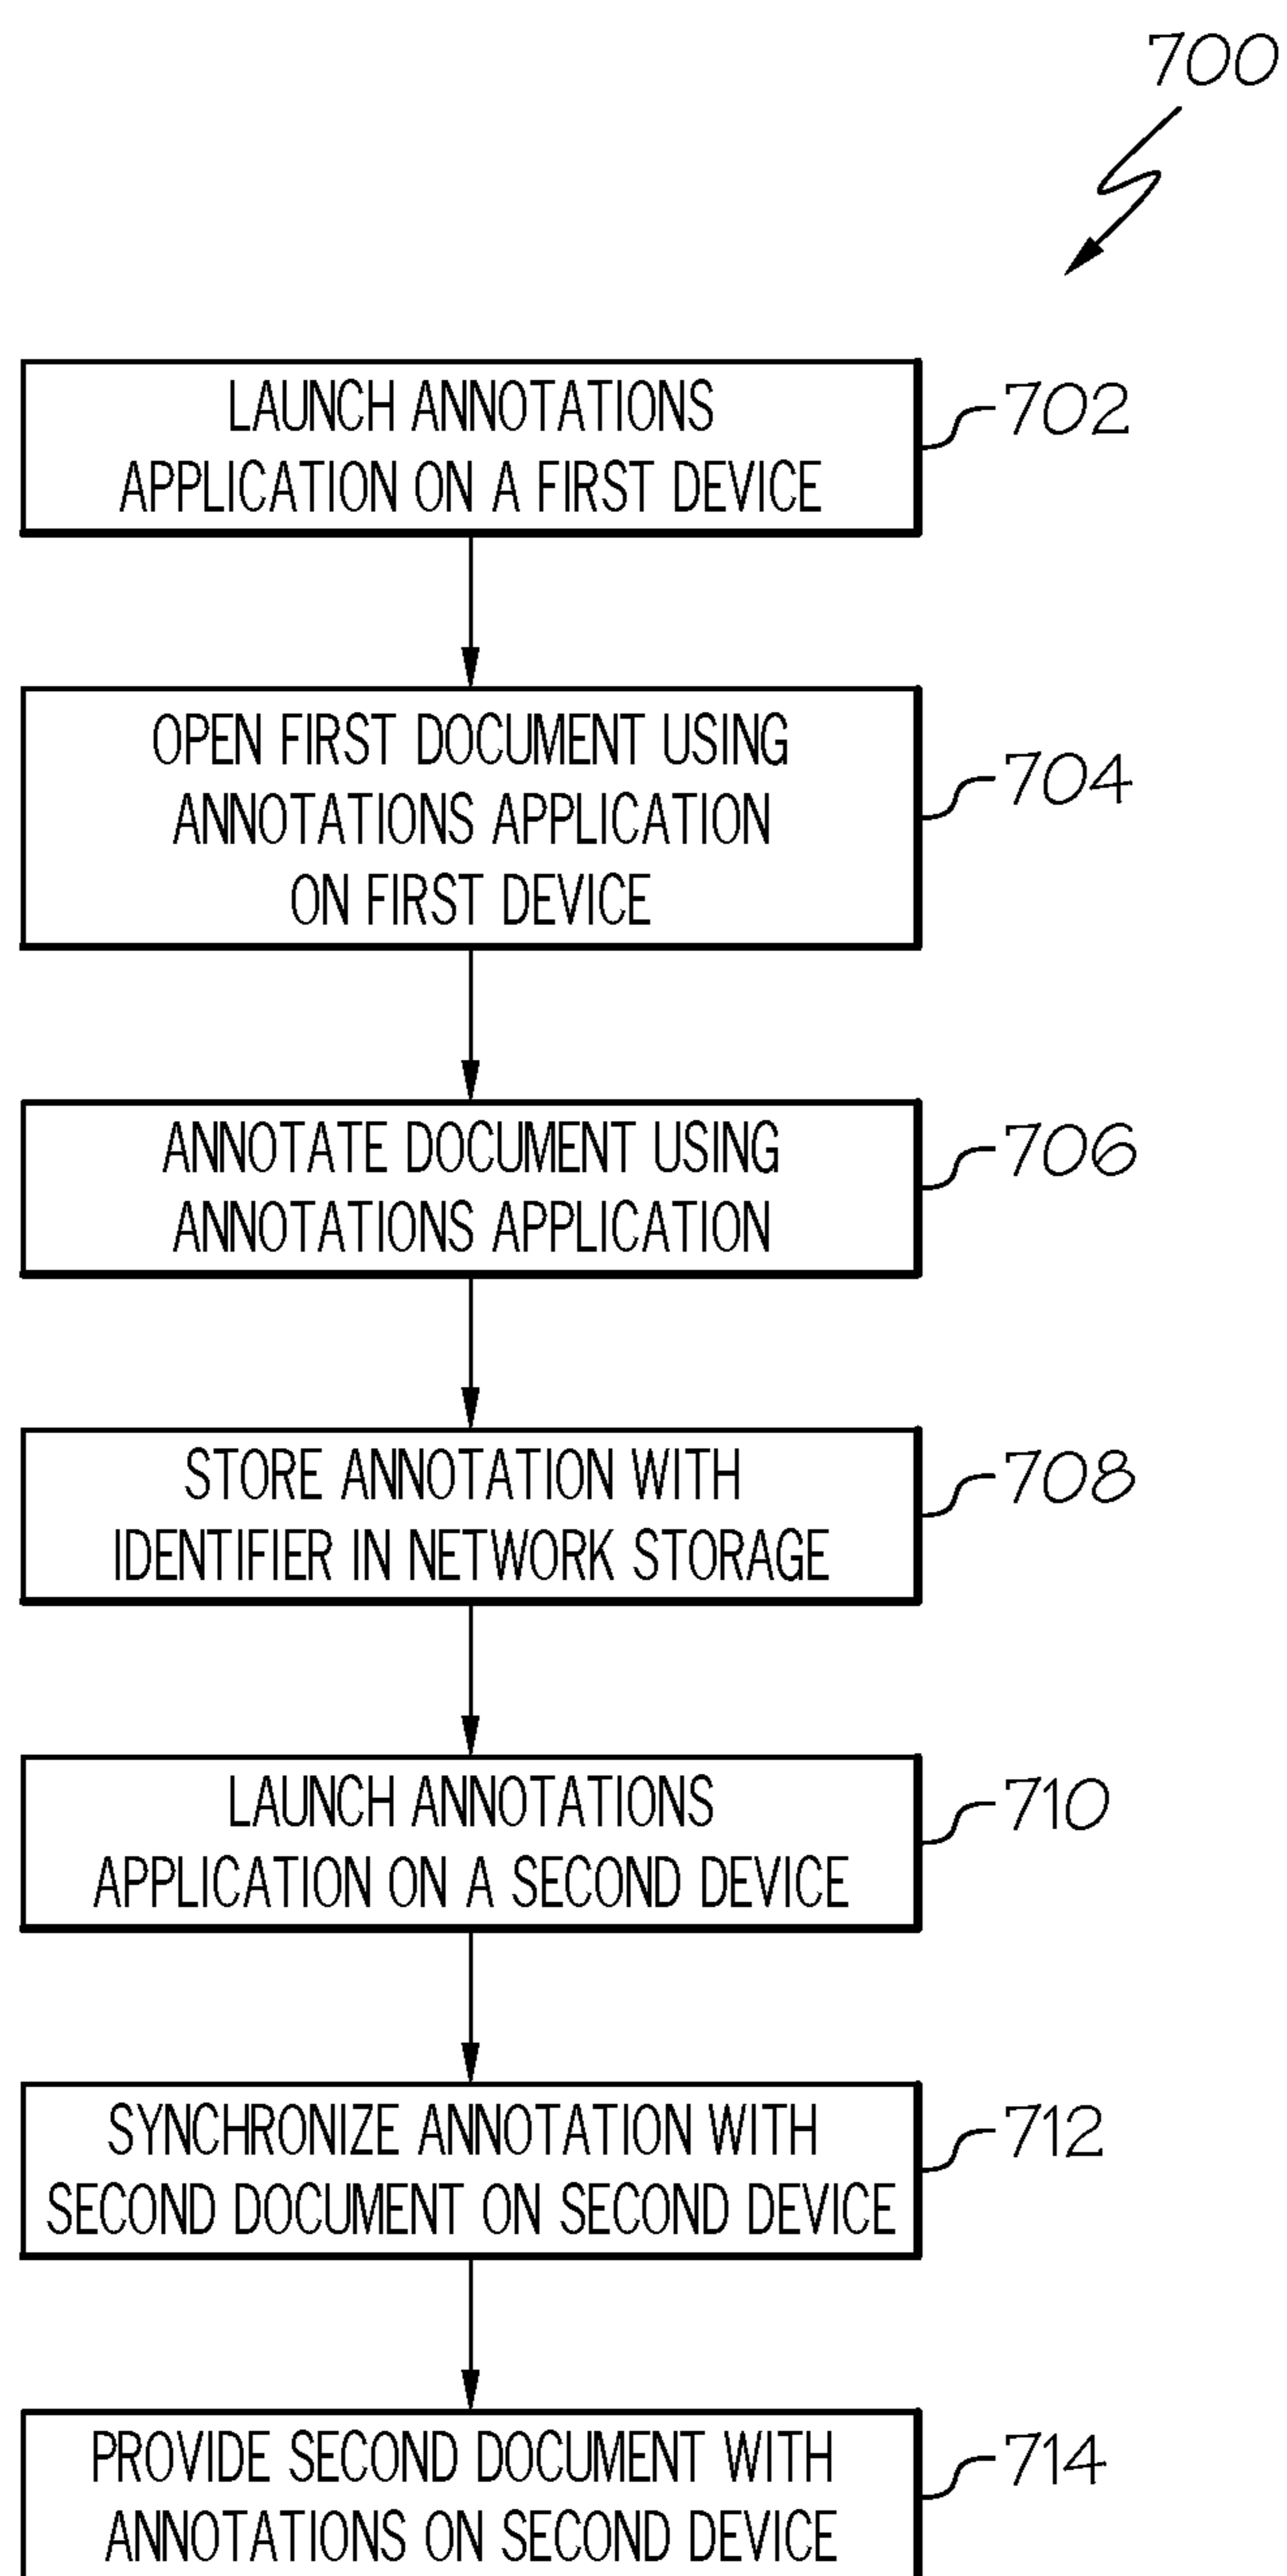 700
LAUNCH ANNOTATIONS
APPLICATION ON A FIRST DEVICE
702
OPEN FIRST DOCUMENT USING
ANNOTATIONS APPLICATION
ON FIRST DEVICE
704
ANNOTATE DOCUMENT USING
ANNOTATIONS APPLICATION
706
STORE ANNOTATION WITH
IDENTIFIER IN NETWORK STORAGE
708
LAUNCH ANNOTATIONS
APPLICATION ON A SECOND DEVICE
710
SYNCHRONIZE ANNOTATION WITH
SECOND DOCUMENT ON SECOND DEVICE
712
PROVIDE SECOND DOCUMENT WITH
ANNOTATIONS ON SECOND DEVICE
714